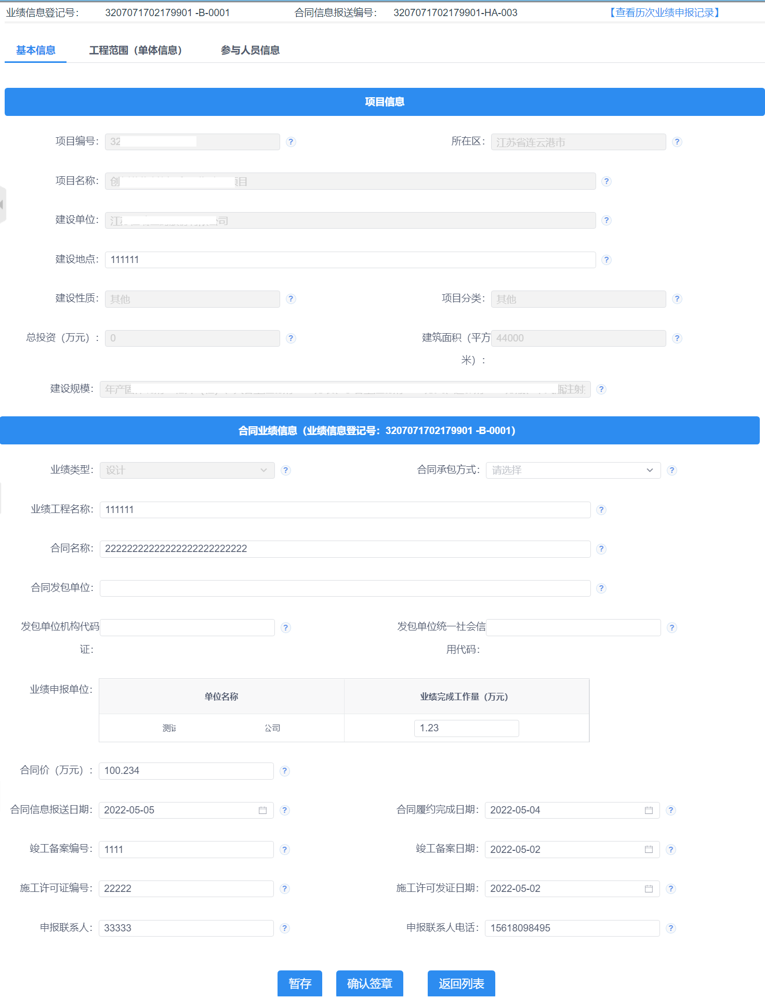 业绩信息登记号： 3207071702179901 -B-0001 合同信息报送编号： 3207071702179901-HA-003 【查看历次业绩申报记录】
基本信息 工程范围（单体信息） 参与人员信息
项目信息
项目编号： 32 ? 所在区： 江苏省连云港市 ?
项目名称： 创 项目 ?
建设单位： 江 公司 ?
建设地点： 111111 ?
建设性质： 其他 ? 项目分类： 其他 ?
总投资（万元）： 0 ? 建筑面积（平方 44000 ?
米）：
建设规模： 年产 瓶注射 ?
合同业绩信息（业绩信息登记号：3207071702179901 -B-0001）
业绩类型： 设计 ? 合同承包方式： 请选择 ?
业绩工程名称： 111111 ?
合同名称： 22222222222222222222222222 ?
合同发包单位： ?
发包单位机构代码 ? 发包单位统一社会信 ?
证： 用代码：
业绩申报单位： 单位名称 业绩完成工作量（万元）
测试 公司 1.23
合同价（万元）： 100.234 ?
合同信息报送日期： 2022-05-05 ? 合同履约完成日期： 2022-05-04 ?
竣工备案编号： 1111 ? 竣工备案日期： 2022-05-02 ?
施工许可证编号： 22222 ? 施工许可发证日期： 2022-05-02 ?
申报联系人： 33333 ? 申报联系人电话： 15618098495 ?
暂存 确认签章 返回列表